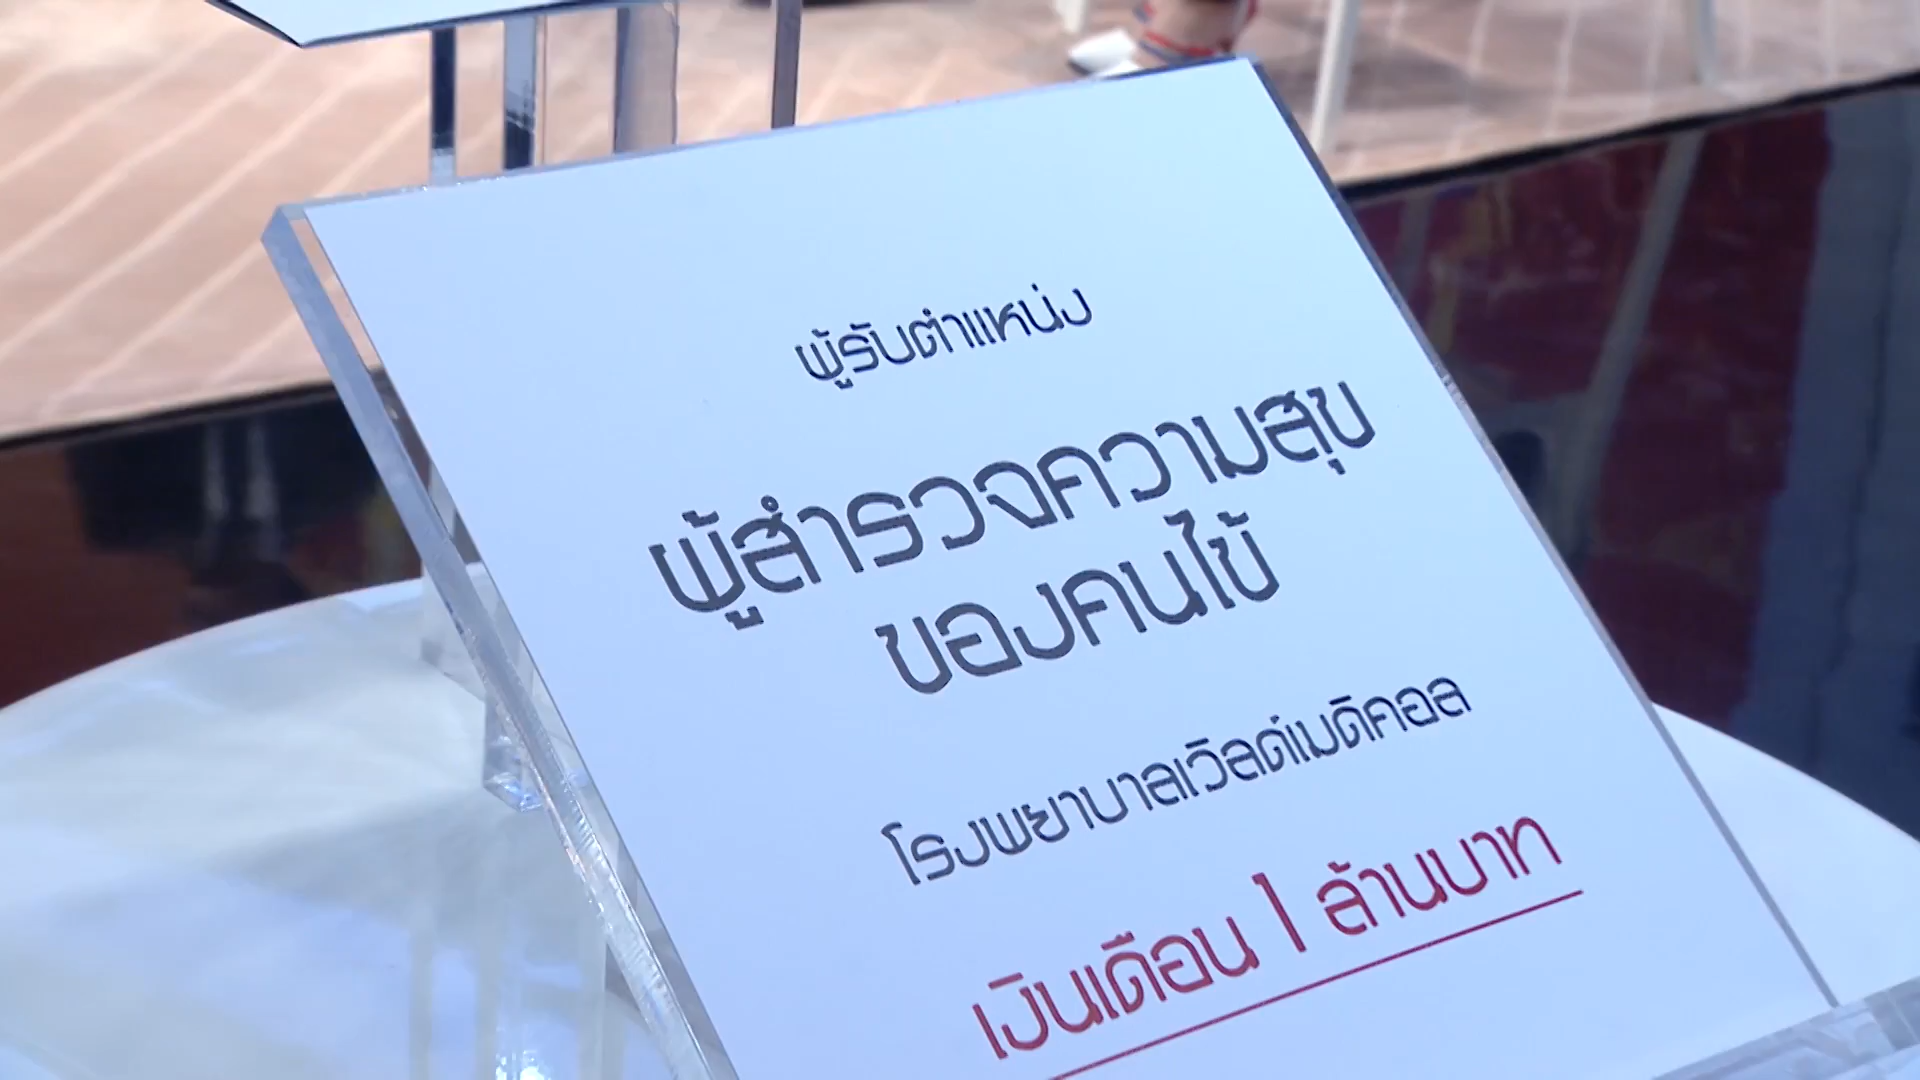 ผู้รับตำแหน่ง
ผู้สำรวจความสุข
ของคนไข้
โรงพยาบาลเวิลด์เมดิคอล
เงินเดือน 1 ล้านบาท